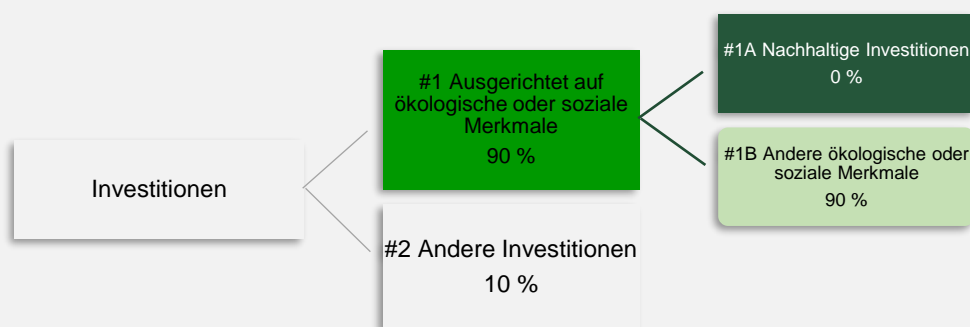 Investitionen
#1 Ausgerichtet auf
ökologische oder soziale
Merkmale
90 %
#2 Andere Investitionen
10 %
#1A Nachhaltige Investitionen
0 %
#1B Andere ökologische oder
soziale Merkmale
90 %